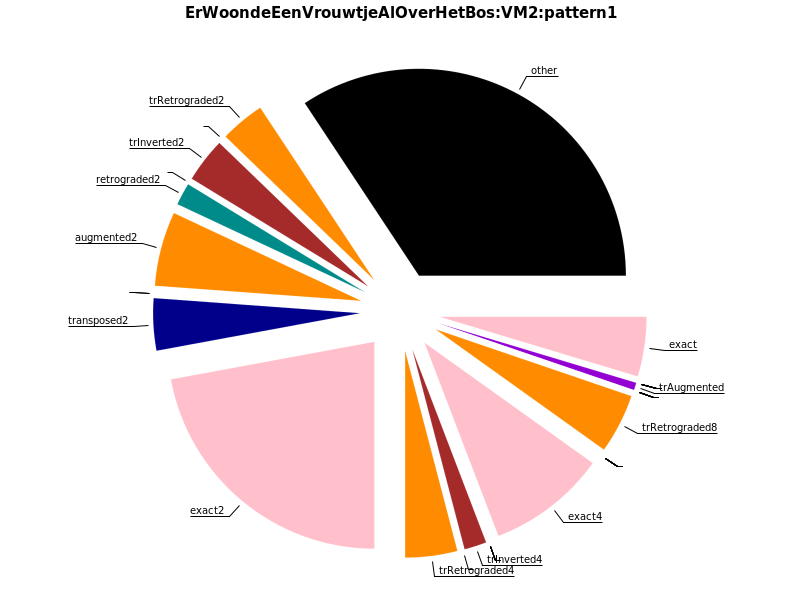 ErWoondeEenVrouwtjeAlOverHetBos:VM2:pattern1
other
trRetrograded2
trInverted2
retrograded2
augmented2
transposed2
exact2
trRetrograded4
trInverted4
exact4
trRetrograded8
trAugmented
exact